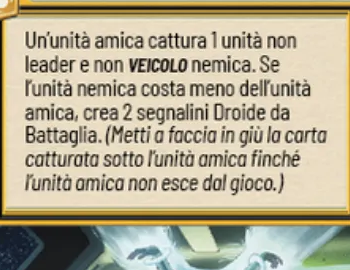 Un'unità amica cattura 1 unità non
leader e non VEICOLO nemica. Se
l'unità nemica costa meno dell'unità
amica, crea 2 segnalini Droide da
Battaglia. (Metti a faccia in giù la carta
catturata sotto l'unità amica finché
l'unità amica non esce dal gioco.)